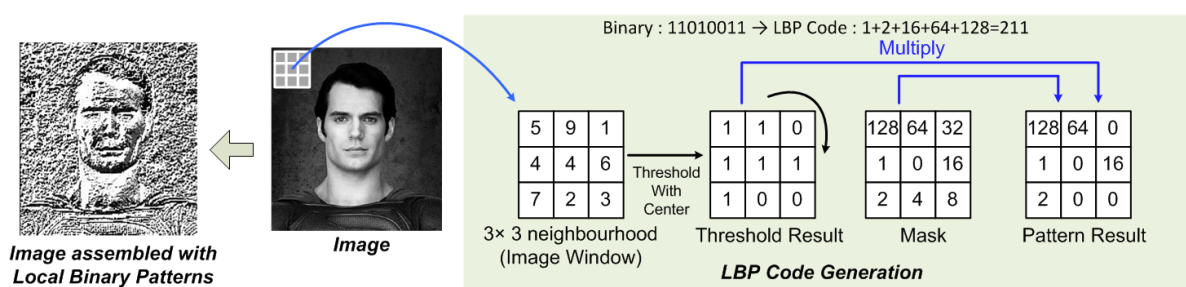 Binary : 11010011 → LBP Code : 1+2+16+64+128=211
Multiply
5 9 1
4 4 6
7 2 3
Threshold
With
Center
1 1 0
1 1 1
1 0 0
128 64 32
1 0 16
2 4 8
128 64 0
1 0 16
2 0 0
3× 3 neighbourhood
(Image Window)
Threshold Result
Mask
Pattern Result
LBP Code Generation
Image
Image assembled with
Local Binary Patterns